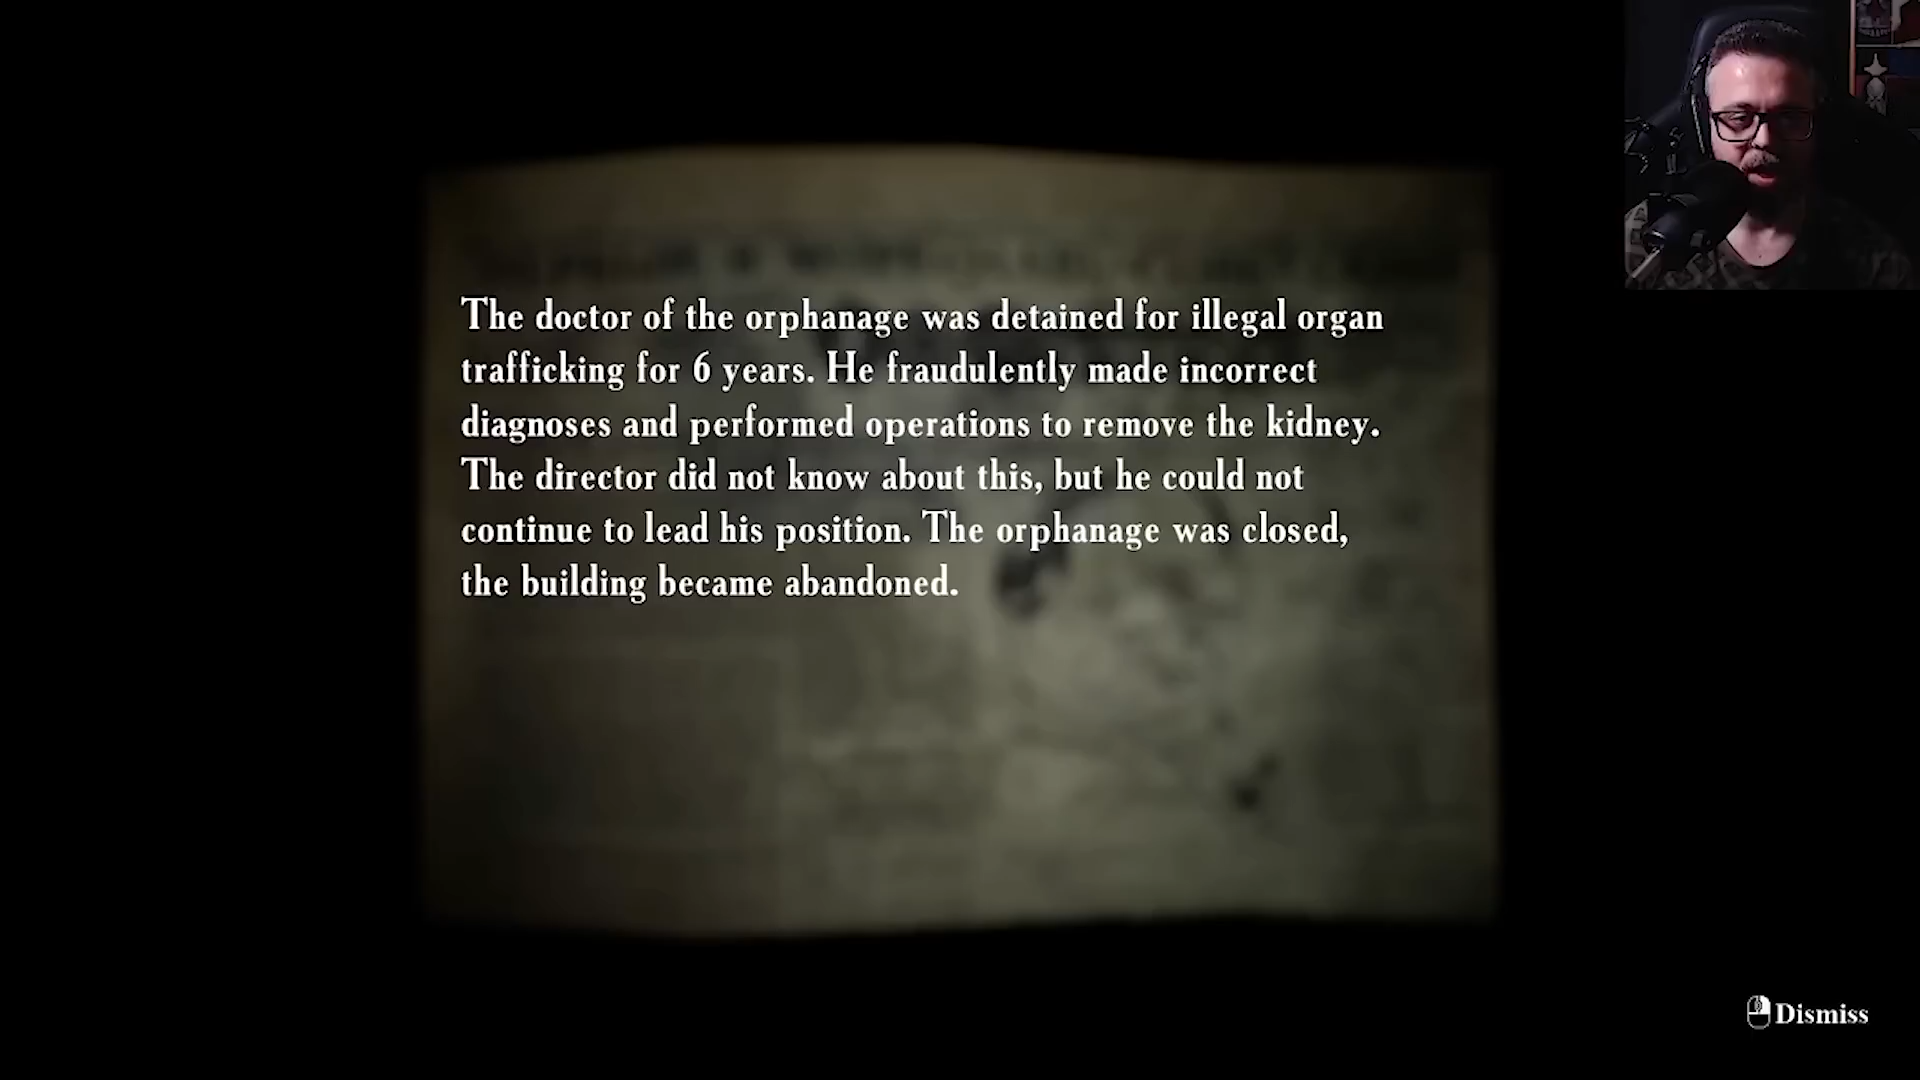 The doctor of the orphanage was detained for illegal organ
trafficking for 6 years. He fraudulently made incorrect
diagnoses and performed operations to remove the kidney.
The director did not know about this, but he could not
continue to lead his position. The orphanage was closed,
the building became abandoned.
Dismiss